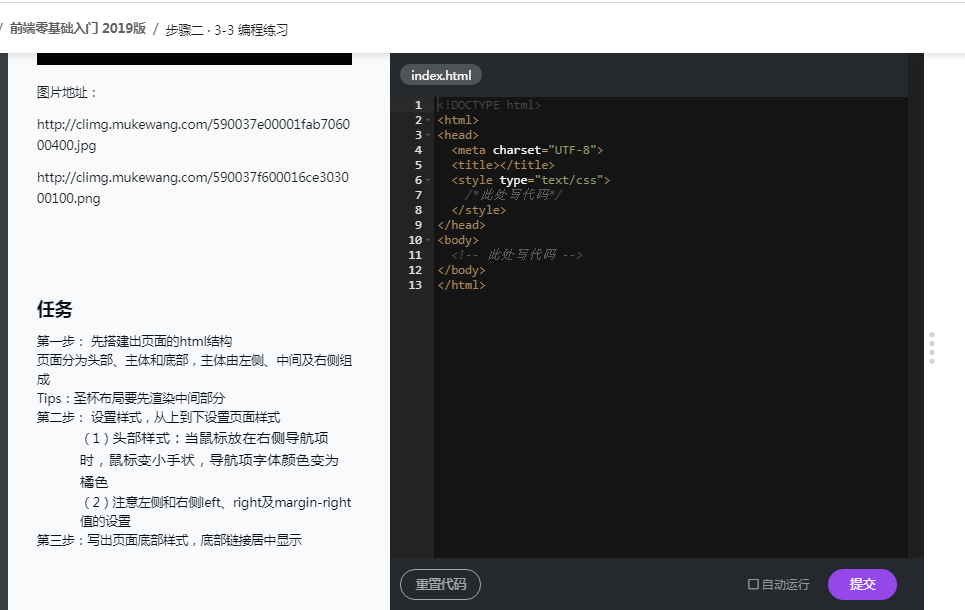 / 前端零基础入门 2019版 / 步骤二 · 3-3 编程练习
图片地址：
http://climg.mukewang.com/590037e00001fab7060
00400.jpg
http://climg.mukewang.com/590037f600016ce3030
00100.png
任务
第一步： 先搭建出页面的html结构
页面分为头部、主体和底部，主体由左侧、中间及右侧组
成
Tips：圣杯布局要先渲染中间部分
第二步： 设置样式，从上到下设置页面样式
（1）头部样式：当鼠标放在右侧导航项
时，鼠标变小手状，导航项字体颜色变为
橘色
（2）注意左侧和右侧left、right及margin-right
值的设置
第三步：写出页面底部样式，底部链接居中显示
index.html
1 <!DOCTYPE html>
2 <html>
3 <head>
4 <meta charset="UTF-8">
5 <title></title>
6 <style type="text/css">
7 /*此处写代码*/
8 </style>
9 </head>
10 <body>
11 <!-- 此处写代码 -->
12 </body>
13 </html>
重置代码
自动运行
提交